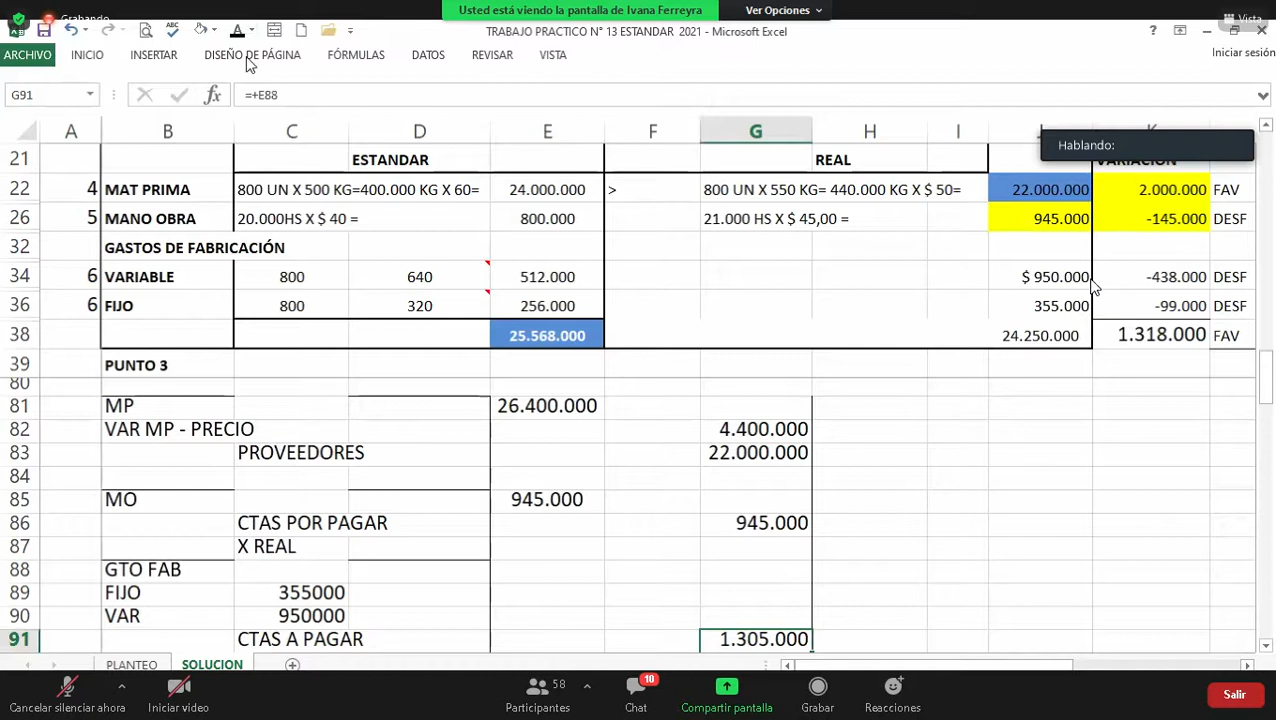 Grabando
Usted está viendo la pantalla de Ivana Ferreyra
Ver Opciones
Vista
TRABAJO PRACTICO N° 13 ESTANDAR 2021 - Microsoft Excel
ARCHIVO INICIO INSERTAR DISEÑO DE PÁGINA FÓRMULAS DATOS REVISAR VISTA Iniciar sesión
G91 fx =+E88
A B C D E F G H I
Hablando:
21 ESTANDAR REAL VARIACION
22 4 MAT PRIMA 800 UN X 500 KG=400.000 KG X 60= 24.000.000 > 800 UN X 550 KG= 440.000 KG X $ 50= 22.000.000 2.000.000 FAV
26 5 MANO OBRA 20.000HS X $ 40 = 800.000 21.000 HS X $ 45,00 = 945.000 -145.000 DESF
32 GASTOS DE FABRICACIÓN
34 6 VARIABLE 800 640 512.000 $ 950.000 -438.000 DESF
36 6 FIJO 800 320 256.000 355.000 -99.000 DESF
38 25.568.000 24.250.000 1.318.000 FAV
39 PUNTO 3
80
81 MP 26.400.000
82 VAR MP - PRECIO 4.400.000
83 PROVEEDORES 22.000.000
84
85 MO 945.000
86 CTAS POR PAGAR 945.000
87 X REAL
88 GTO FAB
89 FIJO 355000
90 VAR 950000
91 CTAS A PAGAR 1.305.000
PLANTEO SOLUCION
58 10
Cancelar silenciar ahora Iniciar video Participantes Chat Compartir pantalla Grabar Reacciones Salir